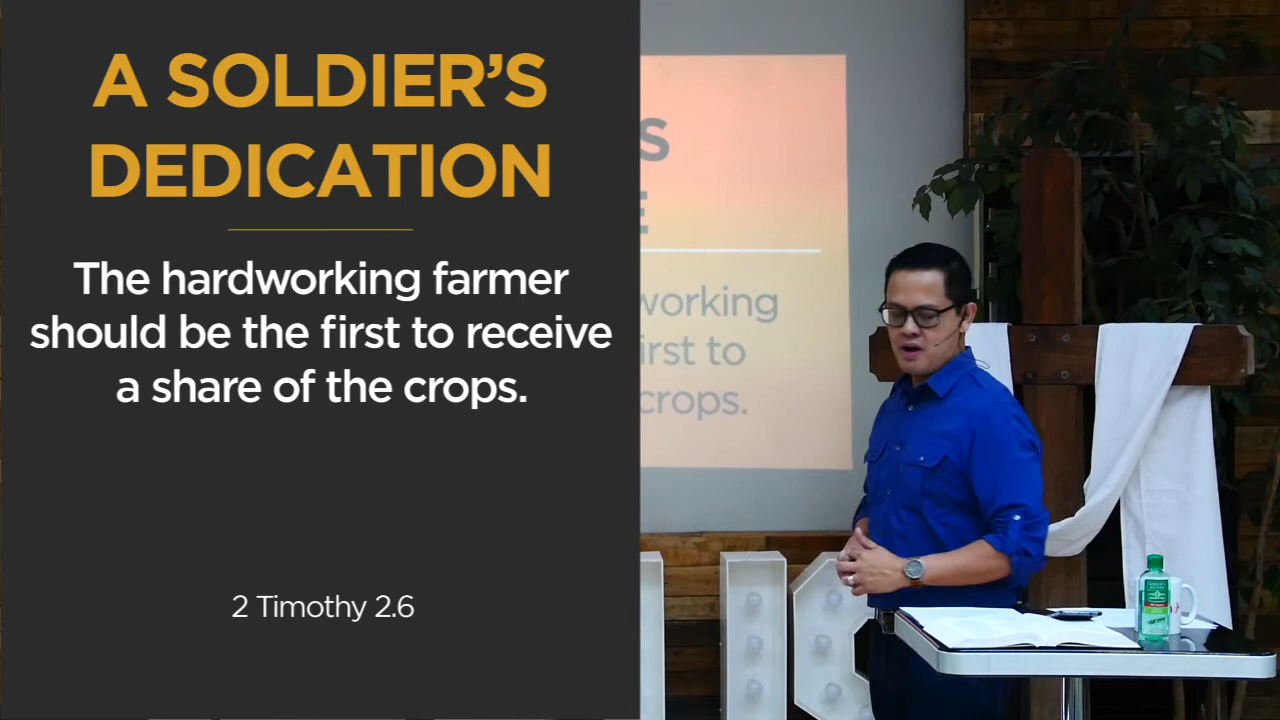 A SOLDIER’S
DEDICATION
The hardworking farmer
should be the first to receive
a share of the crops.
2 Timothy 2.6
S
E
working
irst to
crops.